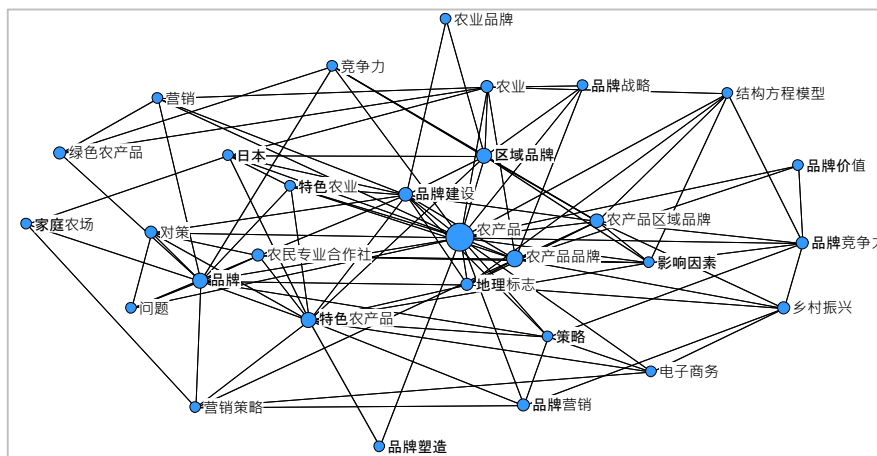 农业品牌
竞争力
农业
品牌战略
结构方程模型
营销
绿色农产品
日本
区域品牌
品牌价值
特色农业
品牌建设
家庭农场
对策
农产品
农产品区域品牌
品牌竞争力
农民专业合作社
农产品品牌
影响因素
品牌
地理标志
问题
特色农产品
乡村振兴
策略
电子商务
营销策略
品牌营销
品牌塑造